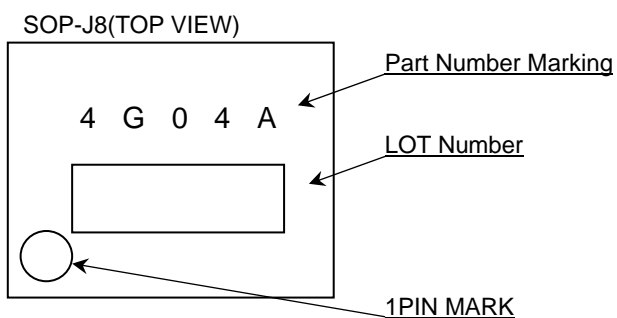 SOP-J8(TOP VIEW)
Part Number Marking
4 G 0 4 A
LOT Number
1PIN MARK